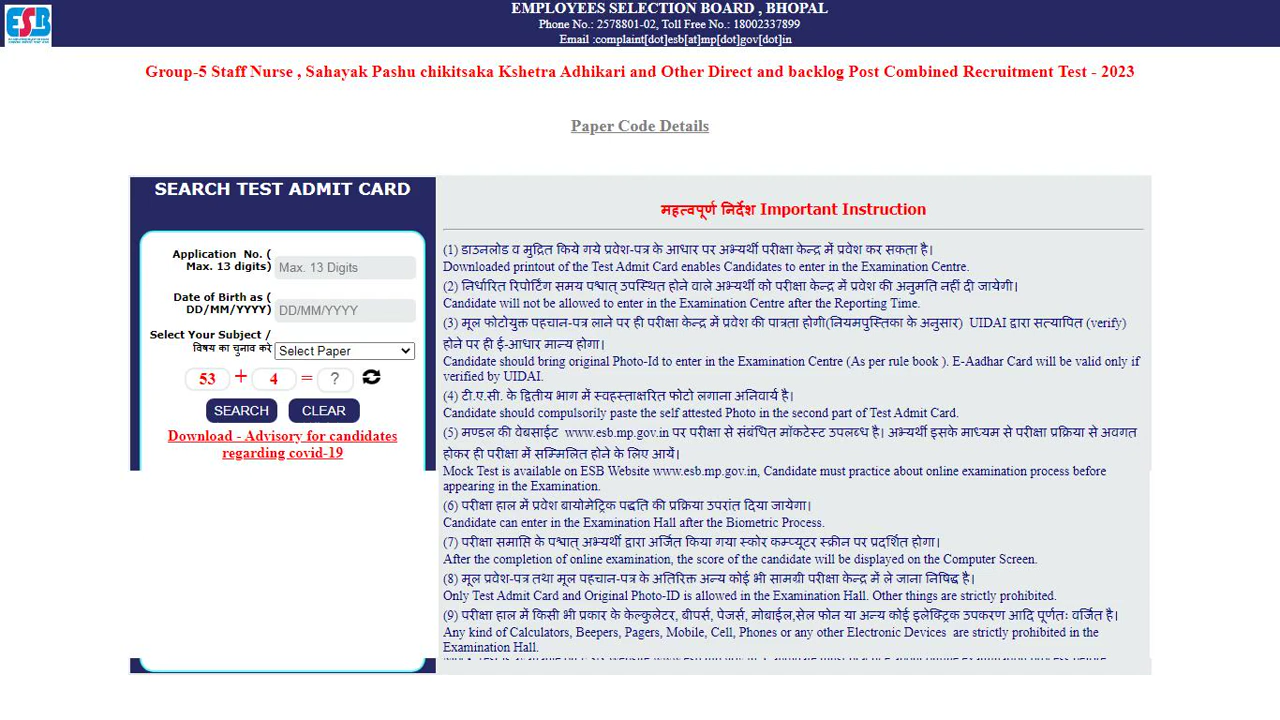 ESB
EMPLOYEES SELECTION BOARD , BHOPAL
Phone No.: 2578801-02, Toll Free No.: 18002337899
Email :complaint[dot]esb[at]mp[dot]gov[dot]in
Group-5 Staff Nurse , Sahayak Pashu chikitsaka Kshetra Adhikari and Other Direct and backlog Post Combined Recruitment Test - 2023
Paper Code Details
SEARCH TEST ADMIT CARD
Application No. (
Max. 13 digits)
Max. 13 Digits
Date of Birth as (
DD/MM/YYYY)
DD/MM/YYYY
Select Your Subject /
विषय का चुनाव करे
Select Paper
53 + 4 = ?
SEARCH CLEAR
Download - Advisory for candidates
regarding covid-19
महत्वपूर्ण निर्देश Important Instruction
(1) डाउनलोड व मुद्रित किये गये प्रवेश-पत्र के आधार पर अभ्यर्थी परीक्षा केन्द्र में प्रवेश कर सकता है।
Downloaded printout of the Test Admit Card enables Candidates to enter in the Examination Centre.
(2) निर्धारित रिपोर्टिंग समय पश्चात् उपस्थित होने वाले अभ्यर्थी को परीक्षा केन्द्र में प्रवेश की अनुमति नहीं दी जायेगी।
Candidate will not be allowed to enter in the Examination Centre after the Reporting Time.
(3) मूल फोटोयुक्त पहचान-पत्र लाने पर ही परीक्षा केन्द्र में प्रवेश की पात्रता होगी(नियमपुस्तिका के अनुसार) UIDAI द्वारा सत्यापित (verify)
होने पर ही ई-आधार मान्य होगा।
Candidate should bring original Photo-Id to enter in the Examination Centre (As per rule book ). E-Aadhar Card will be valid only if
verified by UIDAI.
(4) टी.ए.सी. के द्वितीय भाग में स्वहस्ताक्षरित फोटो लगाना अनिवार्य है।
Candidate should compulsorily paste the self attested Photo in the second part of Test Admit Card.
(5) मण्डल की वेबसाईट www.esb.mp.gov.in पर परीक्षा से संबंधित मॉकटेस्ट उपलब्ध है। अभ्यर्थी इसके माध्यम से परीक्षा प्रक्रिया से अवगत
होकर ही परीक्षा में सम्मिलित होने के लिए आयें।
Mock Test is available on ESB Website www.esb.mp.gov.in, Candidate must practice about online examination process before
appearing in the Examination.
(6) परीक्षा हाल में प्रवेश बायोमेट्रिक पद्धति की प्रक्रिया उपरांत दिया जायेगा।
Candidate can enter in the Examination Hall after the Biometric Process.
(7) परीक्षा समाप्ति के पश्चात् अभ्यर्थी द्वारा अर्जित किया गया स्कोर कम्प्यूटर स्क्रीन पर प्रदर्शित होगा।
After the completion of online examination, the score of the candidate will be displayed on the Computer Screen.
(8) मूल प्रवेश-पत्र तथा मूल पहचान-पत्र के अतिरिक्त अन्य कोई भी सामग्री परीक्षा केन्द्र में ले जाना निषिद्ध है।
Only Test Admit Card and Original Photo-ID is allowed in the Examination Hall. Other things are strictly prohibited.
(9) परीक्षा हाल में किसी भी प्रकार के केल्कुलेटर, बीपर्स, पेजर्स, मोबाईल,सेल फोन या अन्य कोई इलेक्ट्रिक उपकरण आदि पूर्णतः वर्जित है।
Any kind of Calculators, Beepers, Pagers, Mobile, Cell, Phones or any other Electronic Devices are strictly prohibited in the
Examination Hall.